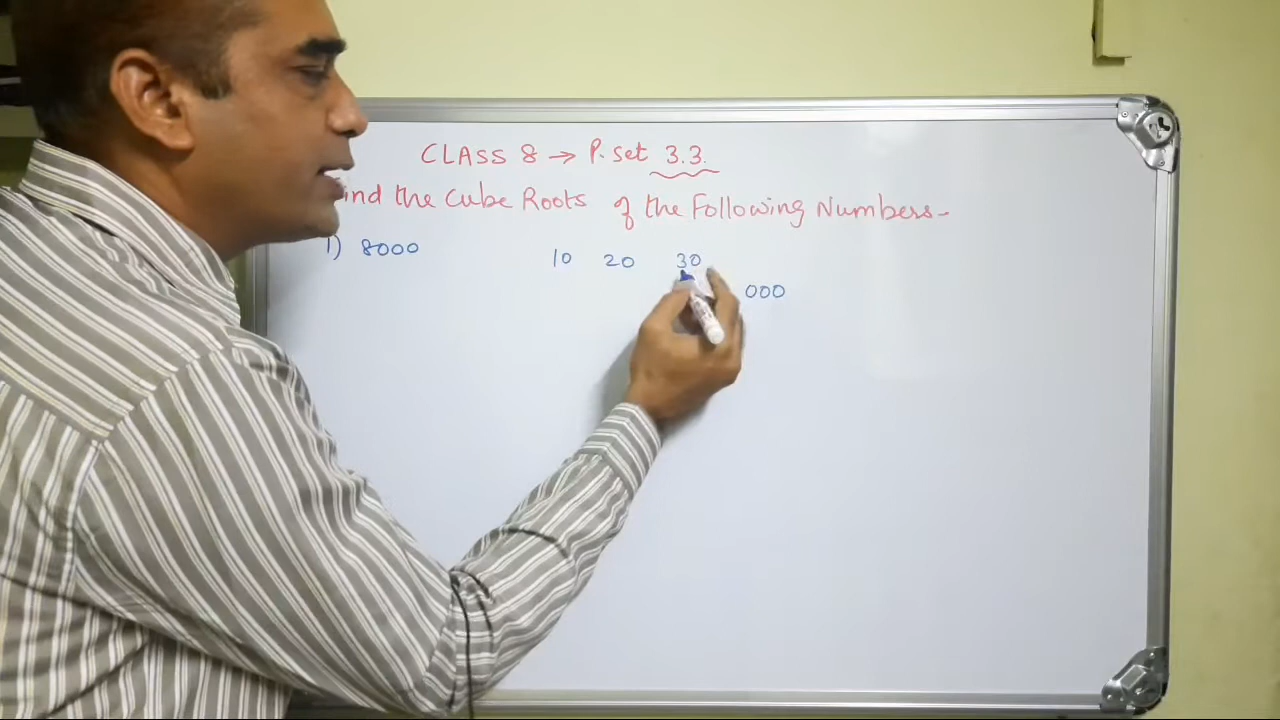 CLASS 8 → P. Set 3.3.
ind the Cube Roots of the Following Numbers-
1) 8000 10 20 30
000